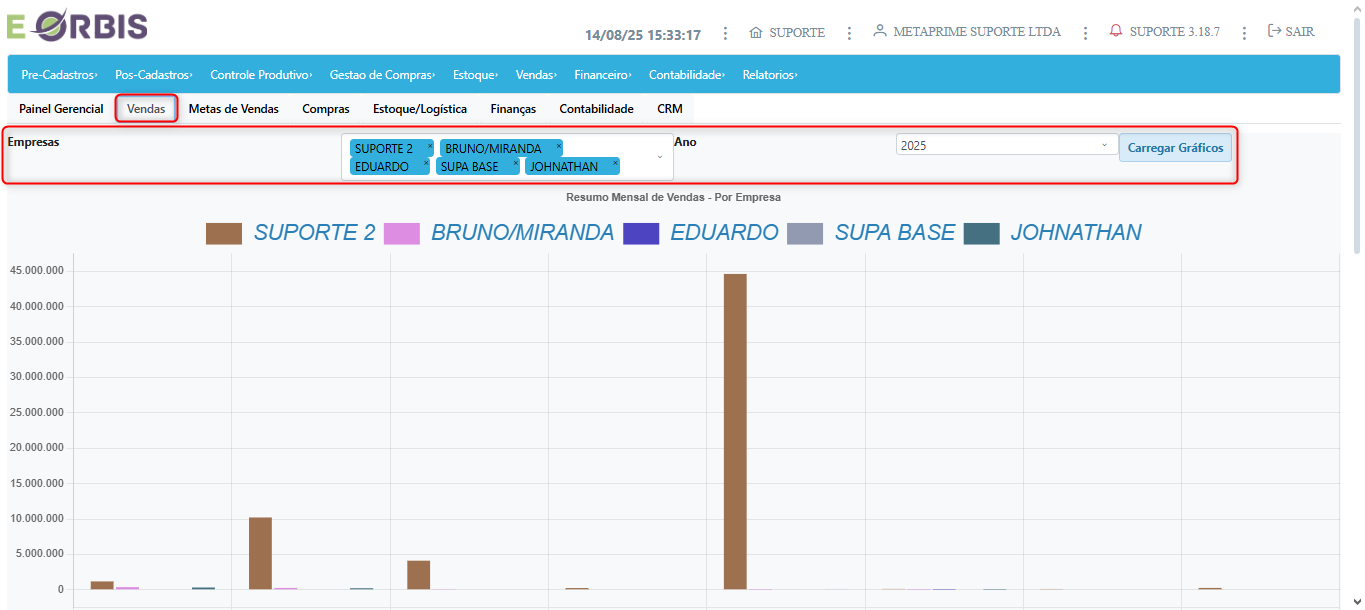 E ORBIS
14/08/25 15:33:17 SUPORTE METAPRIME SUPORTE LTDA SUPORTE 3.18.7 SAIR
Pre-Cadastros Pos-Cadastros Controle Produtivo Gestao de Compras Estoque Vendas Financeiro Contabilidade Relatorios
Painel Gerencial Vendas Metas de Vendas Compras Estoque/Logística Finanças Contabilidade CRM
Empresas SUPORTE 2 × BRUNO/MIRANDA × Ano 2025 Carregar Gráficos
EDUARDO × SUPA BASE × JOHNATHAN ×
Resumo Mensal de Vendas - Por Empresa
SUPORTE 2 BRUNO/MIRANDA EDUARDO SUPA BASE JOHNATHAN
45.000.000
40.000.000
35.000.000
30.000.000
25.000.000
20.000.000
15.000.000
10.000.000
5.000.000
0